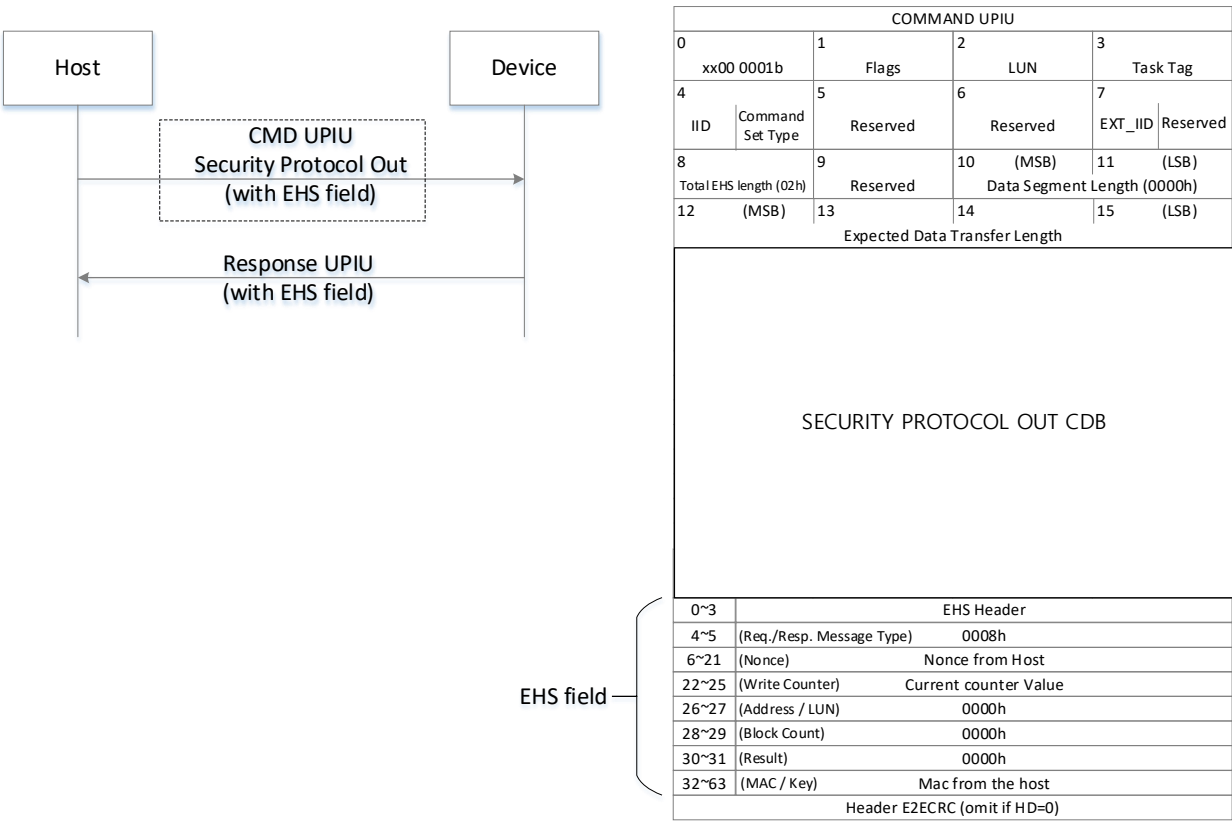 Host
Device
CMD UPIU
Security Protocol Out
(with EHS field)
Response UPIU
(with EHS field)
COMMAND UPIU
0 1 2 3
xx00 0001b Flags LUN Task Tag
4 5 6 7
IID Command Set Type Reserved Reserved EXT_IID Reserved
8 9 10 (MSB) 11 (LSB)
Total EHS length (02h) Reserved Data Segment Length (0000h)
12 (MSB) 13 14 15 (LSB)
Expected Data Transfer Length
SECURITY PROTOCOL OUT CDB
EHS field
0~3 EHS Header
4~5 (Req./Resp. Message Type) 0008h
6~21 (Nonce) Nonce from Host
22~25 (Write Counter) Current counter Value
26~27 (Address / LUN) 0000h
28~29 (Block Count) 0000h
30~31 (Result) 0000h
32~63 (MAC / Key) Mac from the host
Header E2ECRC (omit if HD=0)